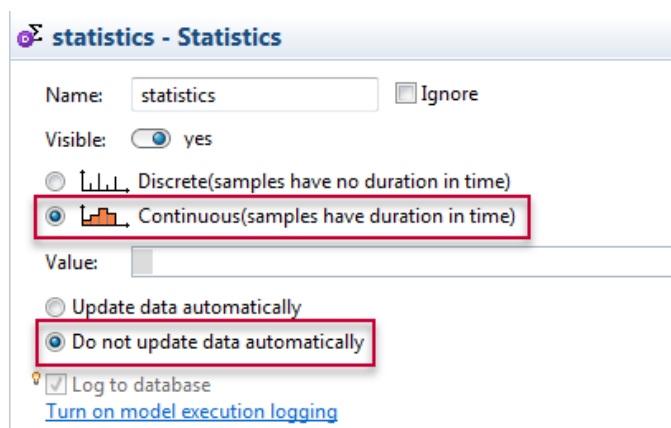 statistics - Statistics
Name: statistics Ignore
Visible: yes
Discrete(samples have no duration in time)
Continuous(samples have duration in time)
Value:
Update data automatically
Do not update data automatically
Log to database
Turn on model execution logging